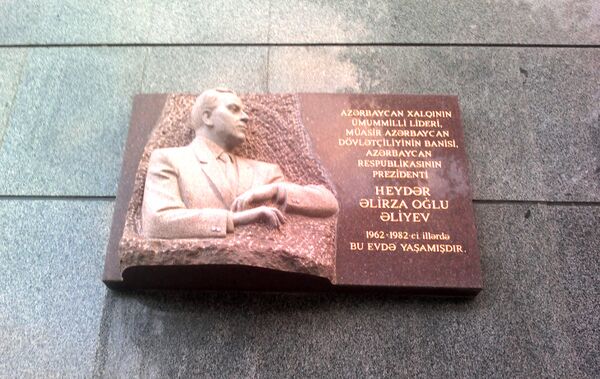 AZƏRBAYCAN XALQININ
ÜMUMMİLLİ LİDERİ,
MÜASİR AZƏRBAYCAN
DÖVLƏTÇİLİYİNİN BANİSİ,
AZƏRBAYCAN
RESPUBLİKASININ
PREZİDENTİ
HEYDƏR
ƏLİRZA OĞLU
ƏLİYEV
1962-1982-ci illərdə
BU EVDƏ YAŞAMIŞDIR.